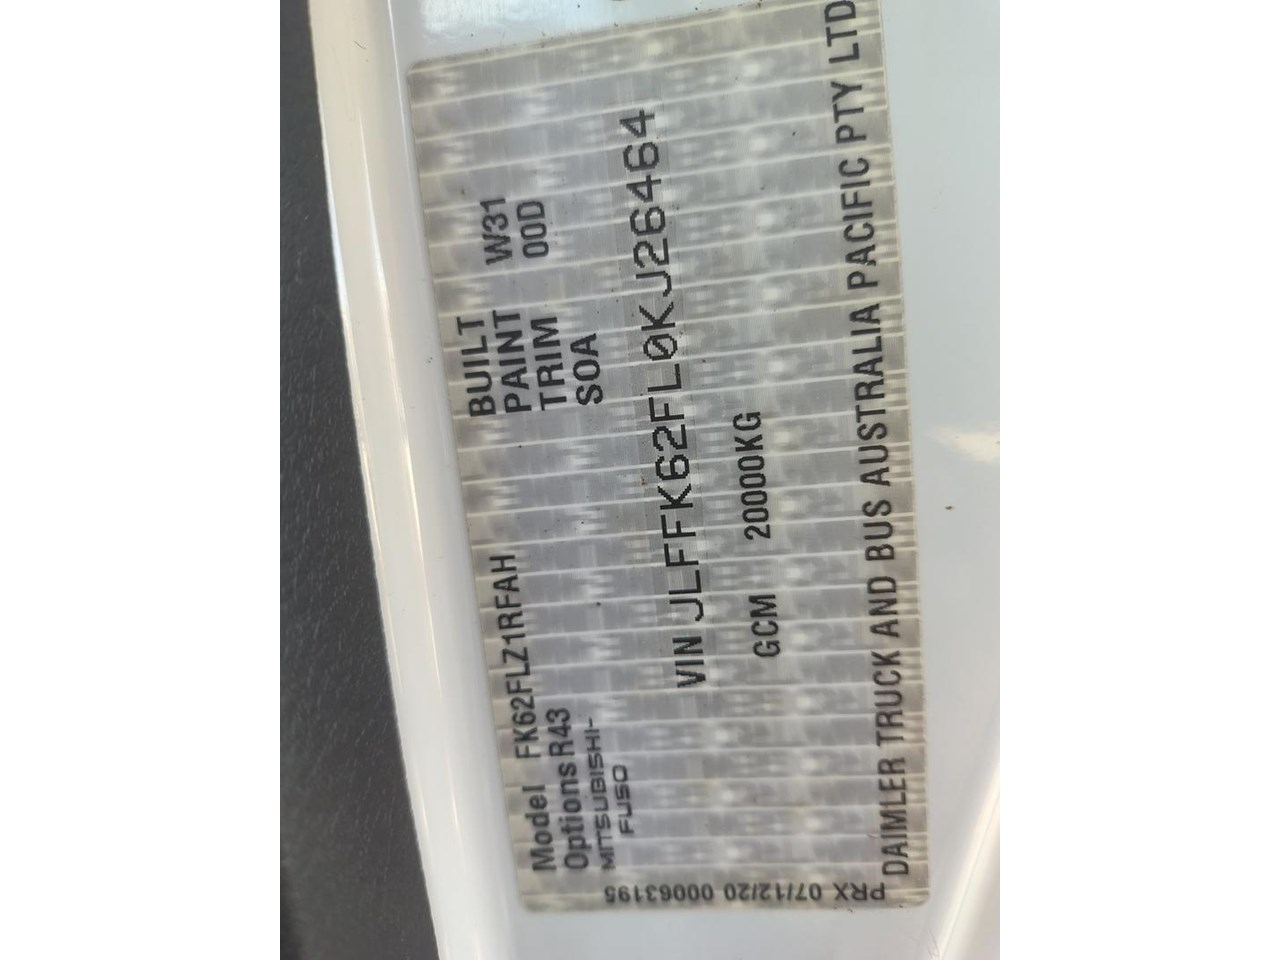 Model FK62FLZ1RFAH BUILT
Options R43 PAINT W31
MITSUBISHI- TRIM 00D
FUSO SOA
VIN JLFFK62FL0KJ26464
GCM 20000KG
DAIMLER TRUCK AND BUS AUSTRALIA PACIFIC PTY LTD
PRX 07/12/20 00063195